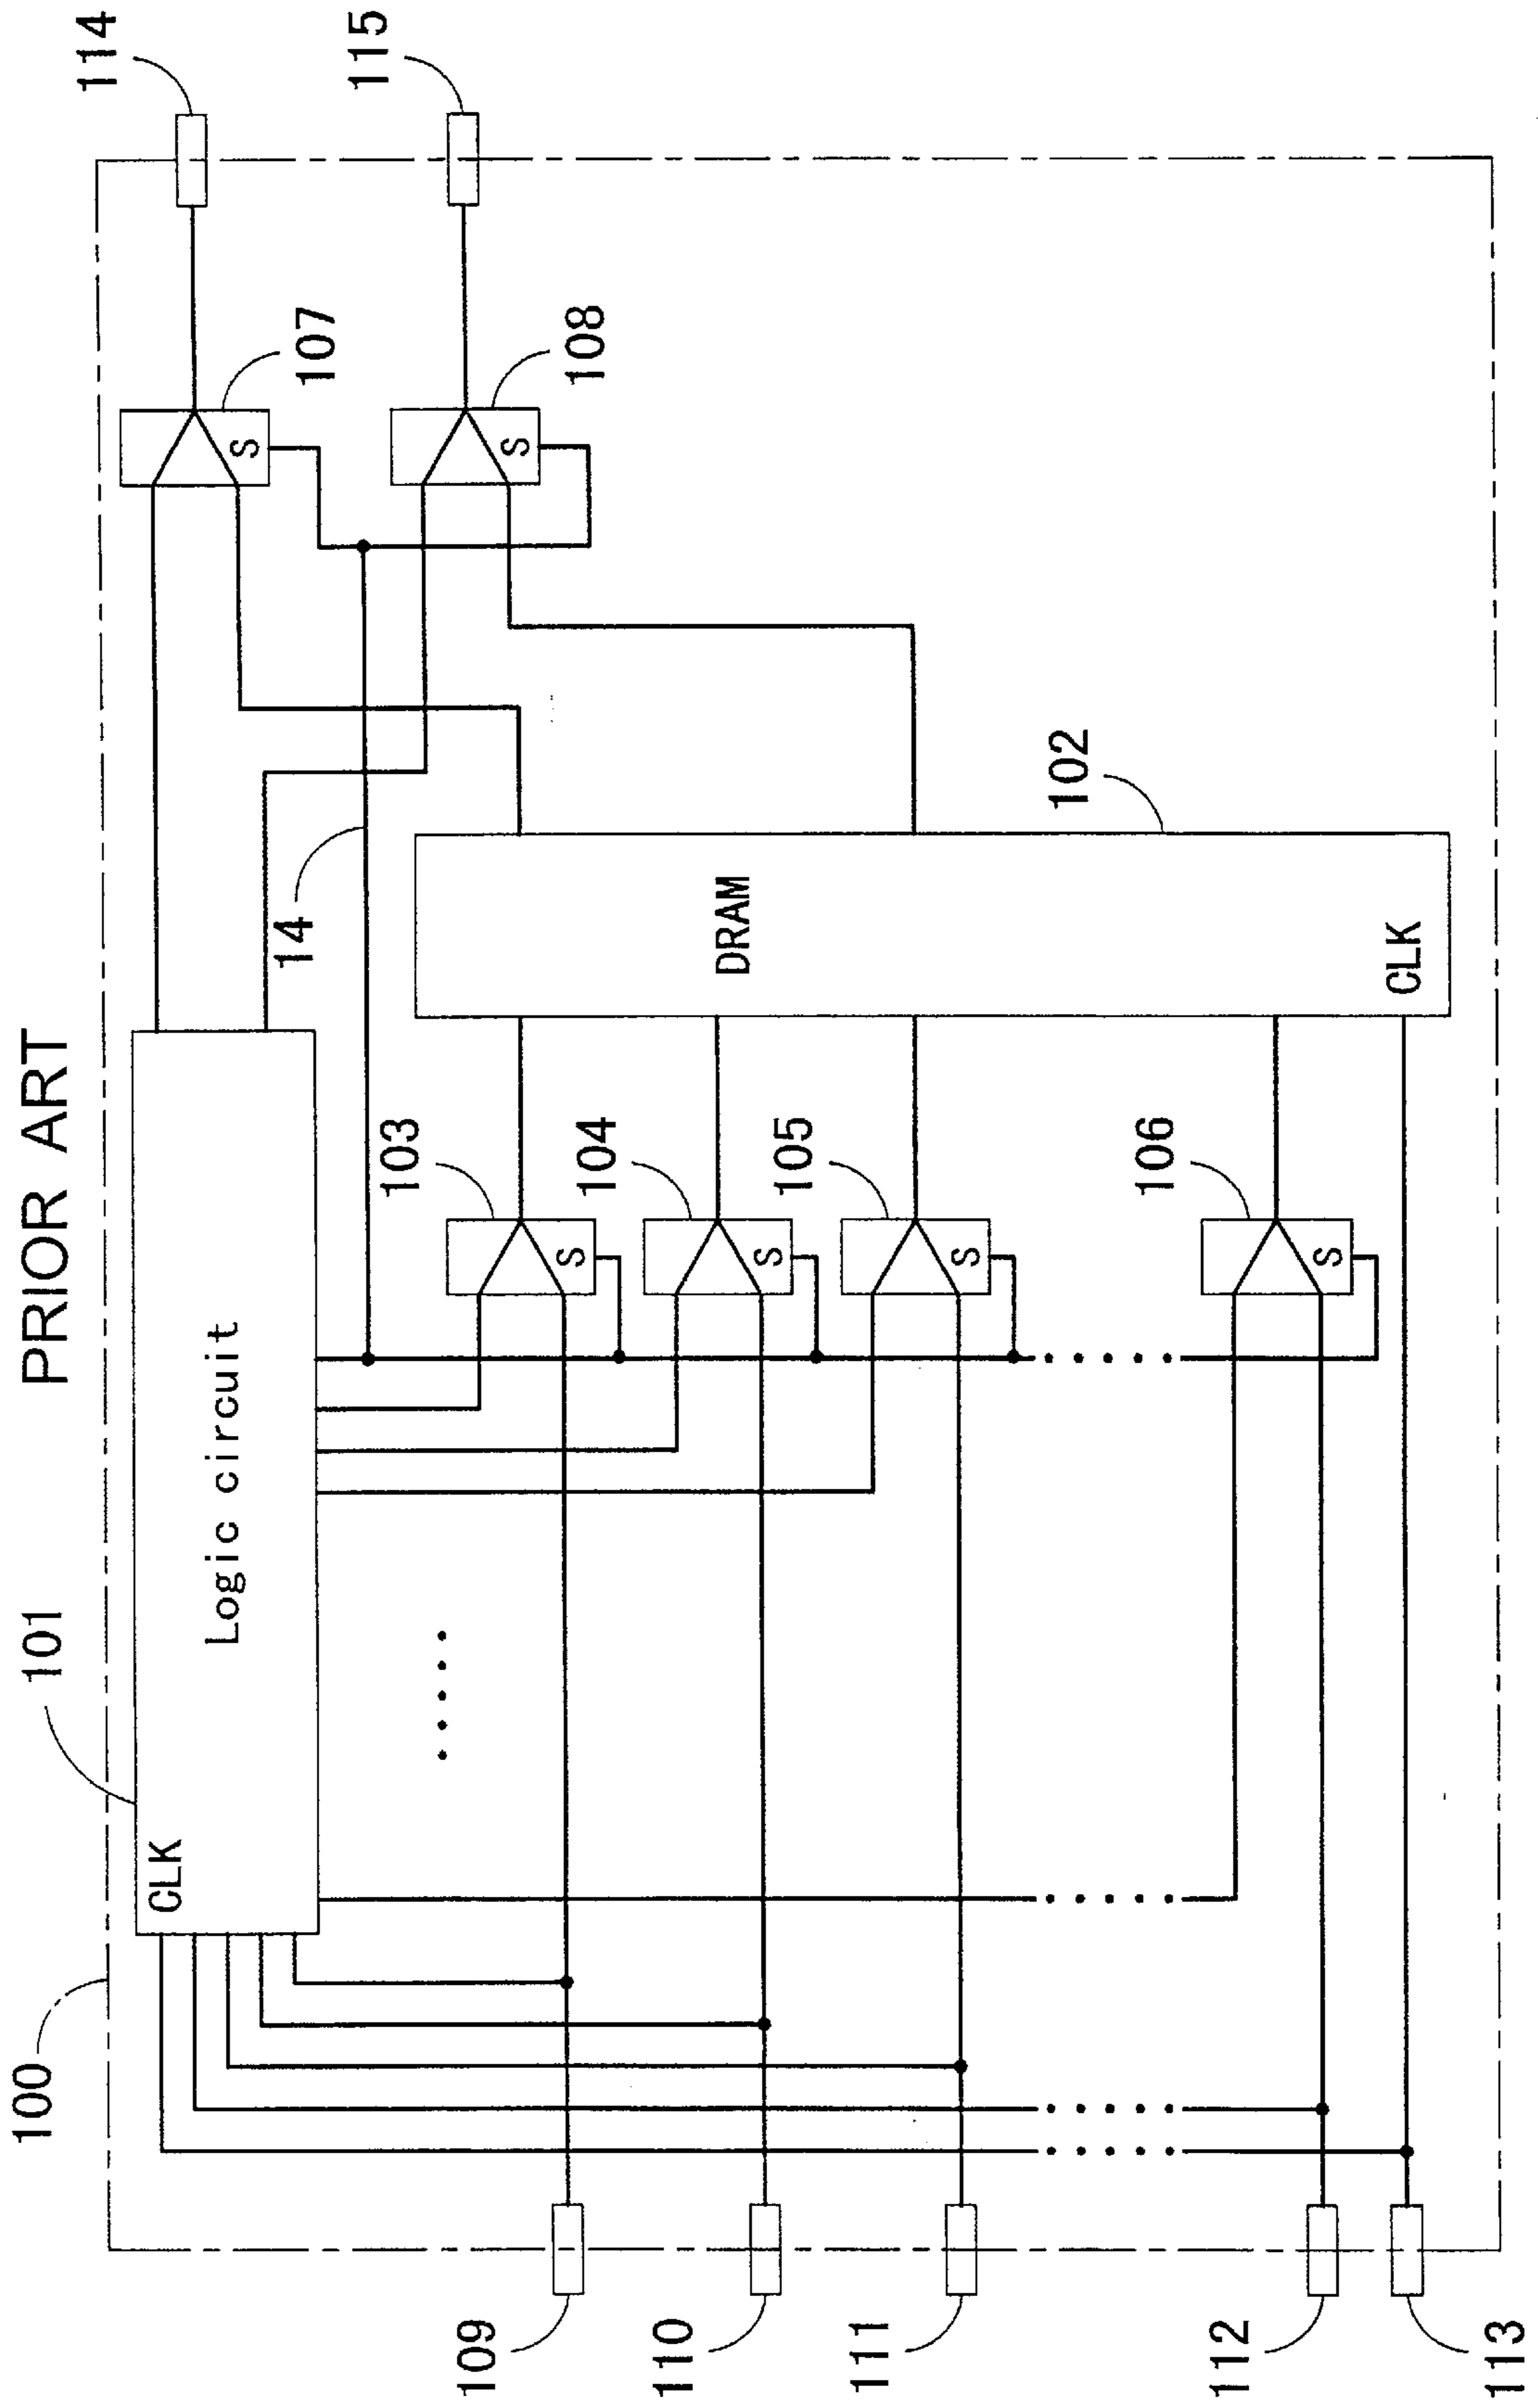 PRIOR ART
100
101
CLK
Logic circuit
14
107
S
114
108
S
115
103
S
104
S
105
S
106
S
DRAM
CLK
102
109
110
111
112
113